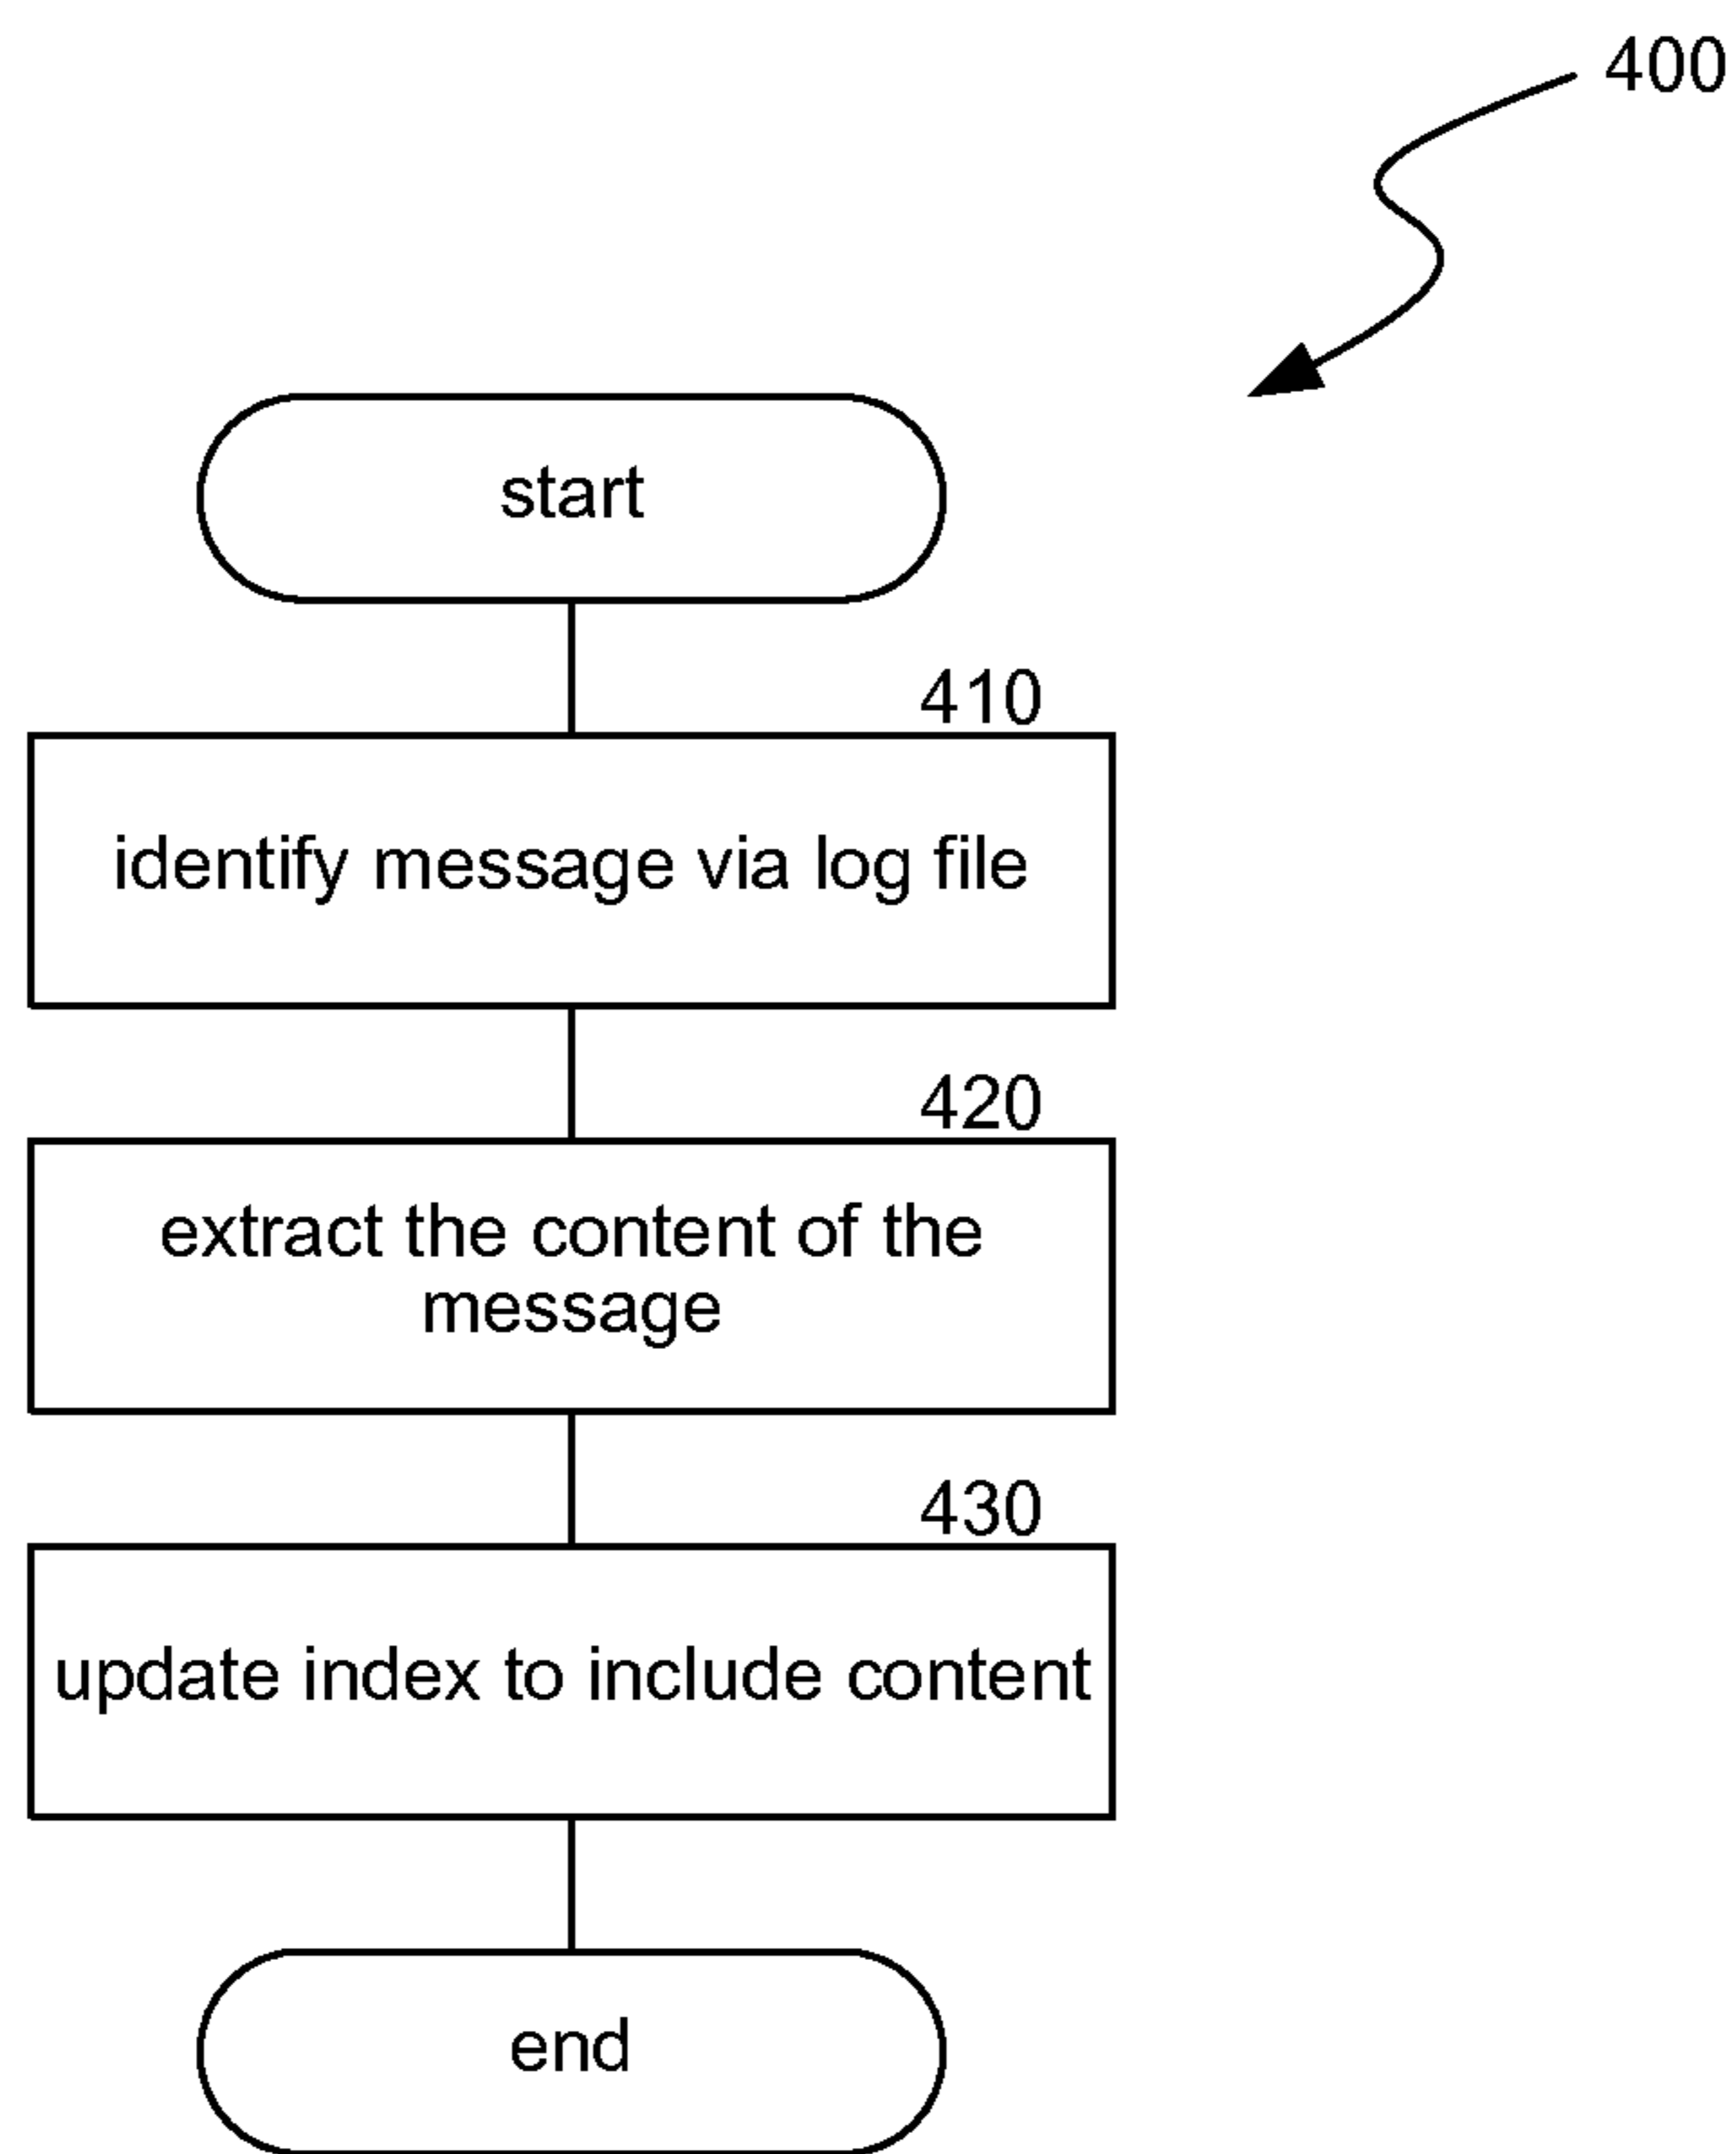 400
start
410
identify message via log file
420
extract the content of the
message
430
update index to include content
end